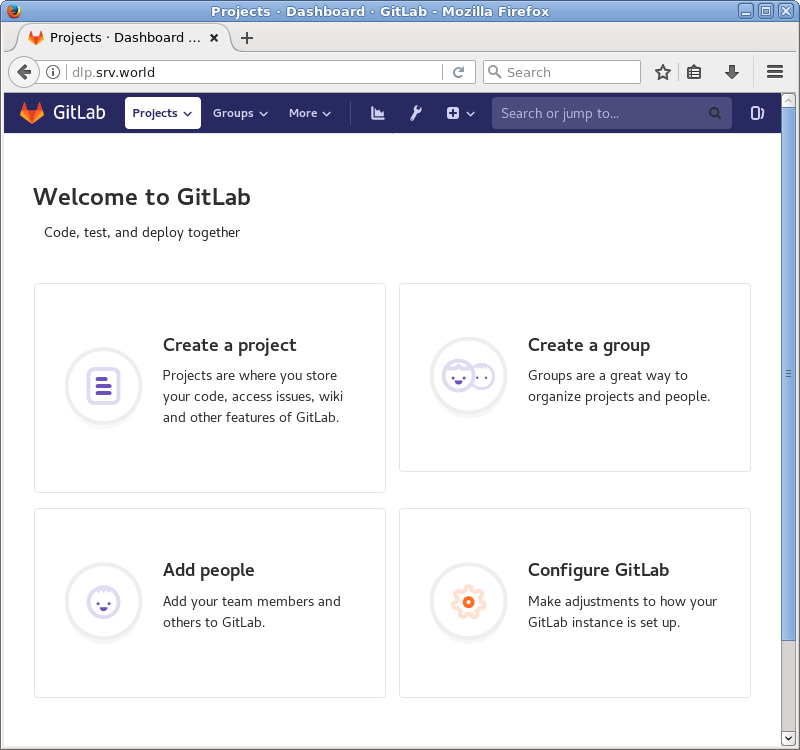 Projects · Dashboard · GitLab - Mozilla Firefox
Projects · Dashboard ...
dlp.srv.world
Search
GitLab
Projects
Groups
More
Search or jump to...
Welcome to GitLab
Code, test, and deploy together
Create a project
Projects are where you store
your code, access issues, wiki
and other features of GitLab.
Create a group
Groups are a great way to
organize projects and people.
Add people
Add your team members and
others to GitLab.
Configure GitLab
Make adjustments to how your
GitLab instance is set up.